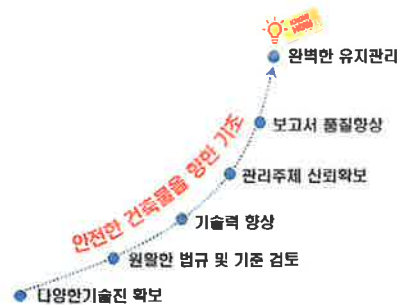 완벽한 유지관리
보고서 품질향상
관리주체 신뢰확보
안전한 건축물을 향한 기초
기술력 향상
원활한 법규 및 기준 검토
다양한기술진 확보